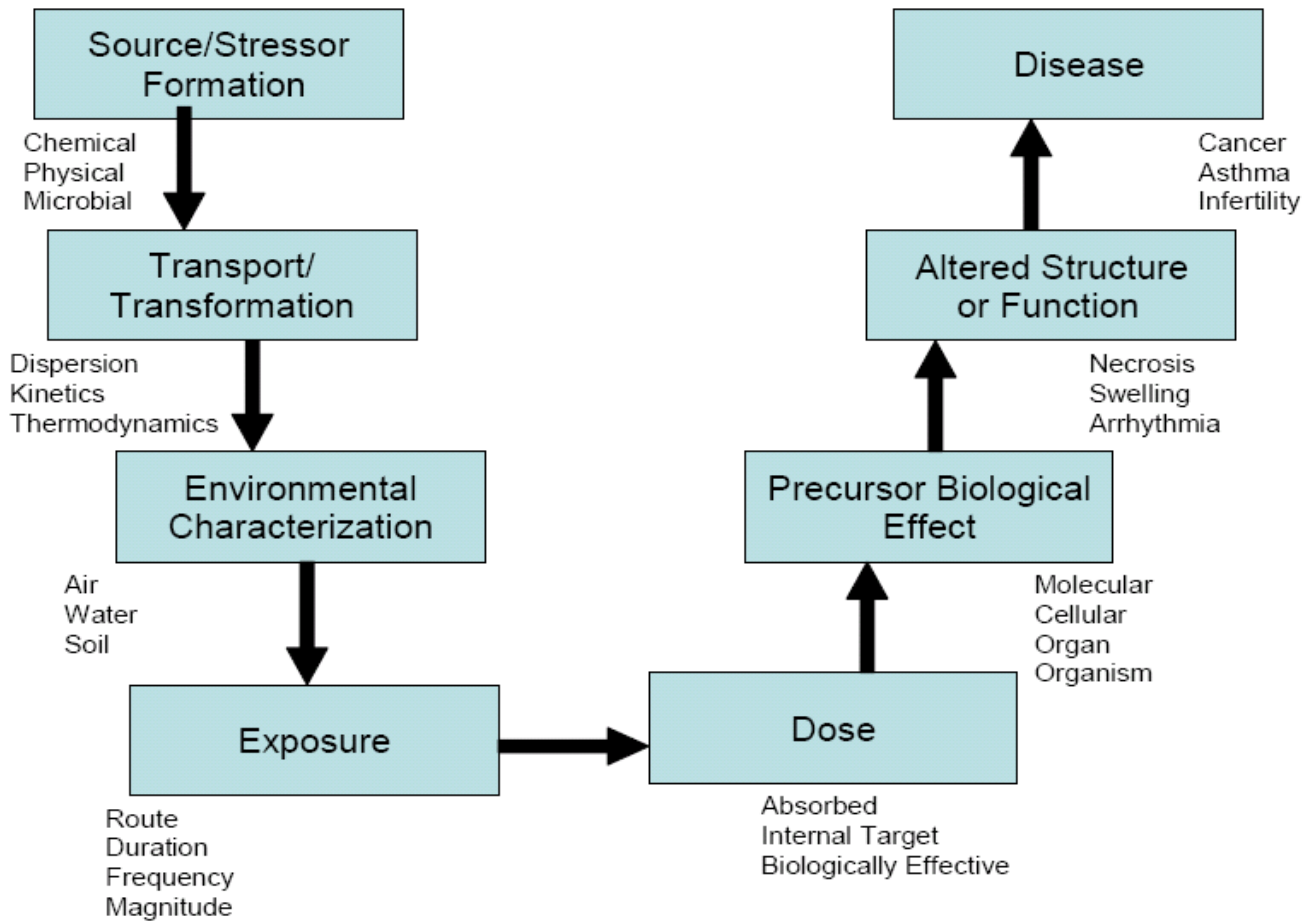 Source/Stressor
Formation
Chemical
Physical
Microbial
Transport/
Transformation
Dispersion
Kinetics
Thermodynamics
Environmental
Characterization
Air
Water
Soil
Exposure
Route
Duration
Frequency
Magnitude
Dose
Absorbed
Internal Target
Biologically Effective
Precursor Biological
Effect
Molecular
Cellular
Organ
Organism
Altered Structure
or Function
Necrosis
Swelling
Arrhythmia
Disease
Cancer
Asthma
Infertility